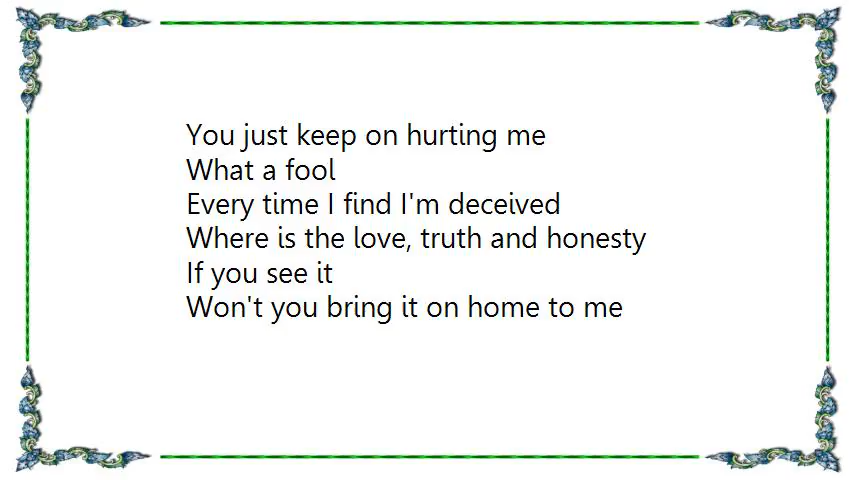 You just keep on hurting me
What a fool
Every time I find I'm deceived
Where is the love, truth and honesty
If you see it
Won't you bring it on home to me